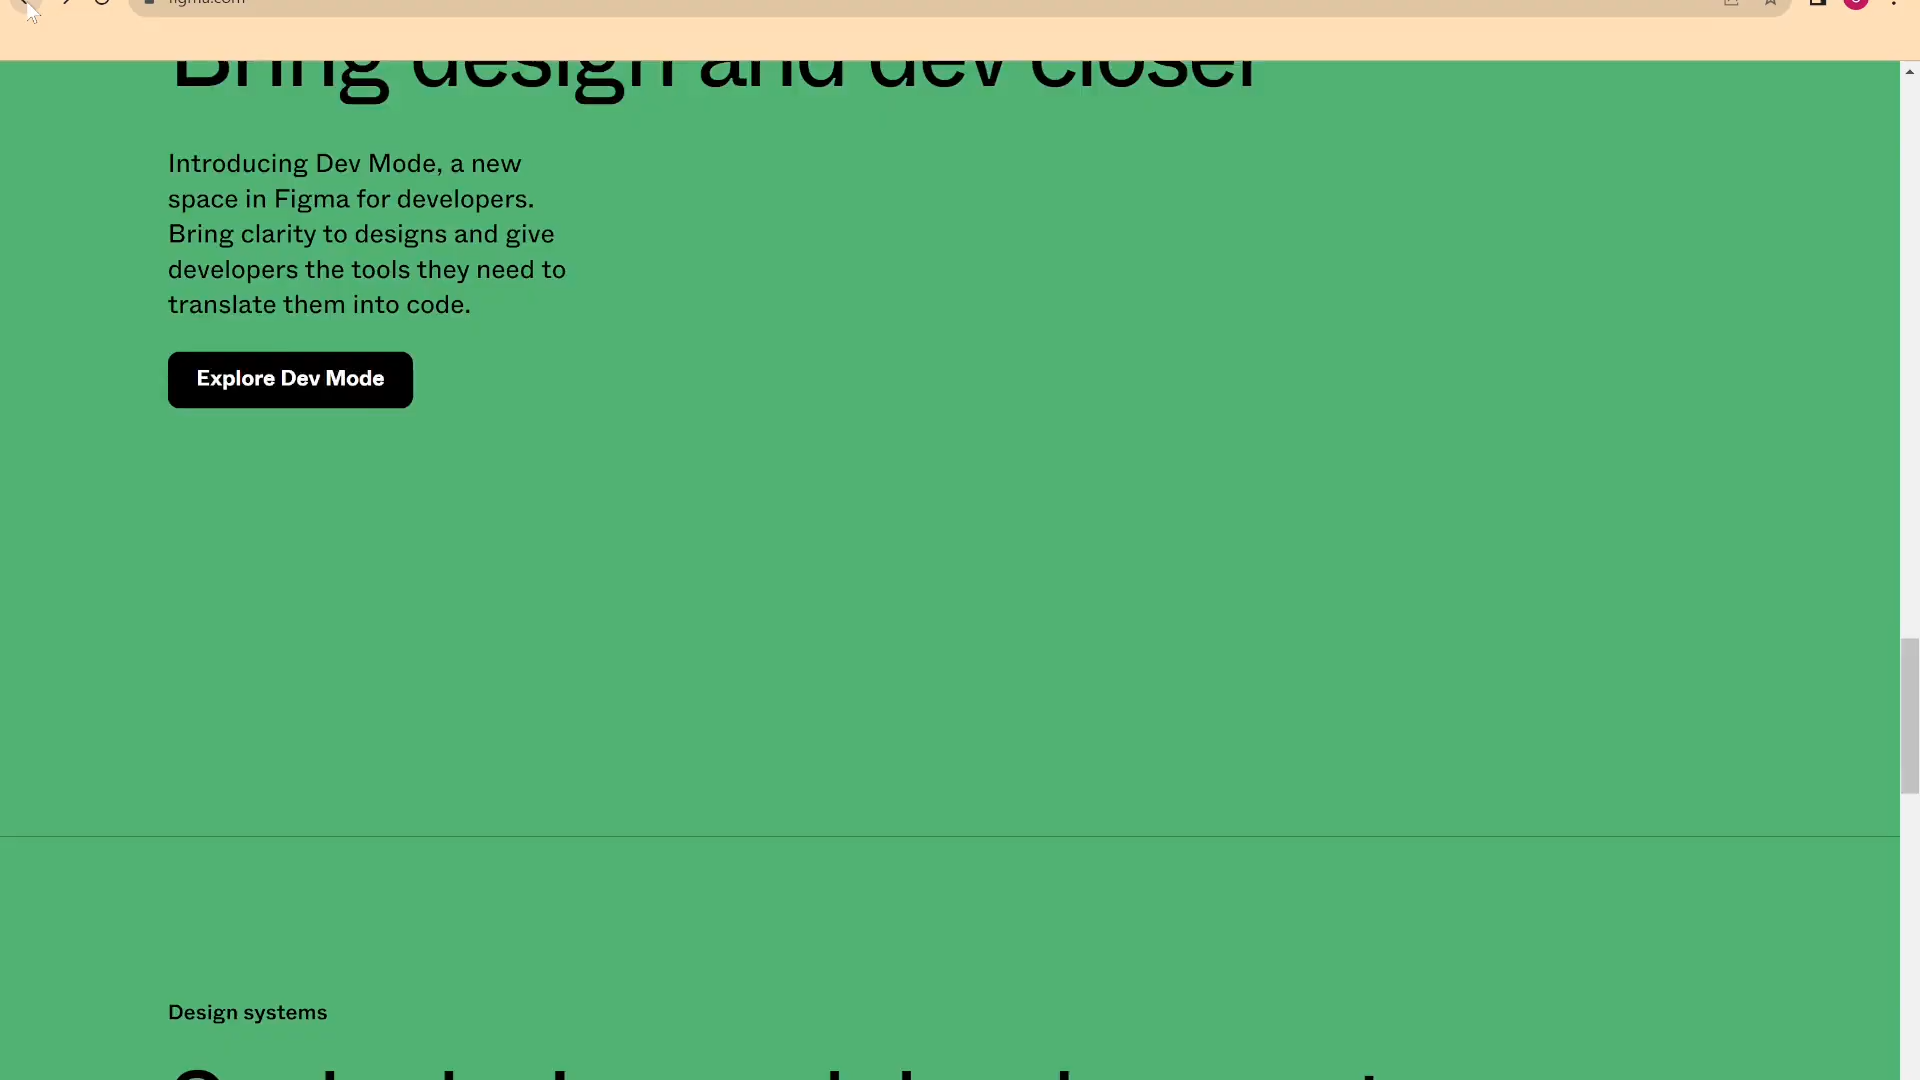 figma.com
Bring design and dev closer
Introducing Dev Mode, a new
space in Figma for developers.
Bring clarity to designs and give
developers the tools they need to
translate them into code.
Explore Dev Mode
Design systems